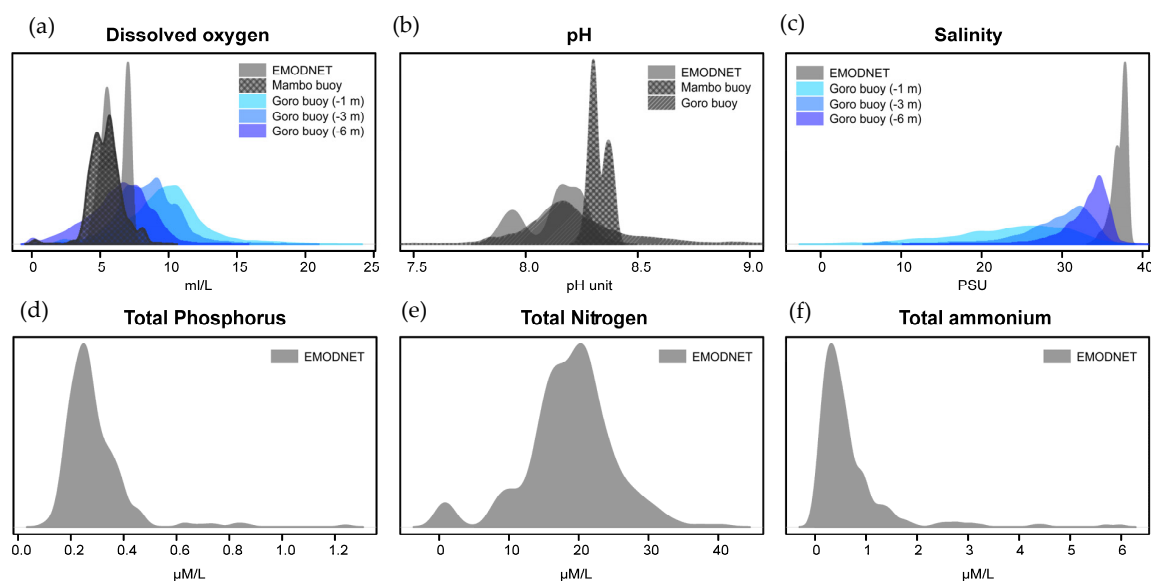 (a)
Dissolved oxygen
EMODNET
Mambo buoy
Goro buoy (-1 m)
Goro buoy (-3 m)
Goro buoy (-6 m)
0 5 10 15 20 25
ml/L
(b)
pH
EMODNET
Mambo buoy
Goro buoy
7.5 8.0 8.5 9.0
pH unit
(c)
Salinity
EMODNET
Goro buoy (-1 m)
Goro buoy (-3 m)
Goro buoy (-6 m)
0 10 20 30 40
PSU
(d)
Total Phosphorus
EMODNET
0.0 0.2 0.4 0.6 0.8 1.0 1.2
µM/L
(e)
Total Nitrogen
EMODNET
0 10 20 30 40
µM/L
(f)
Total ammonium
EMODNET
0 1 2 3 4 5 6
µM/L